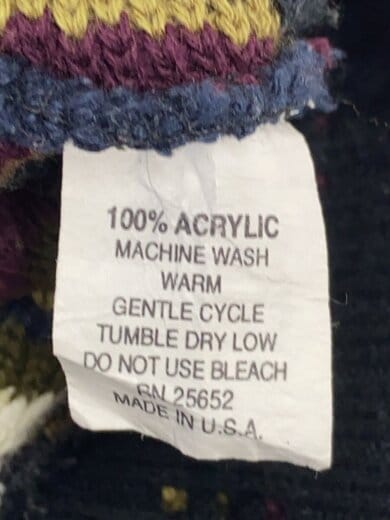 100% ACRYLIC
MACHINE WASH
WARM
GENTLE CYCLE
TUMBLE DRY LOW
DO NOT USE BLEACH
RN 25652
MADE IN U.S.A.